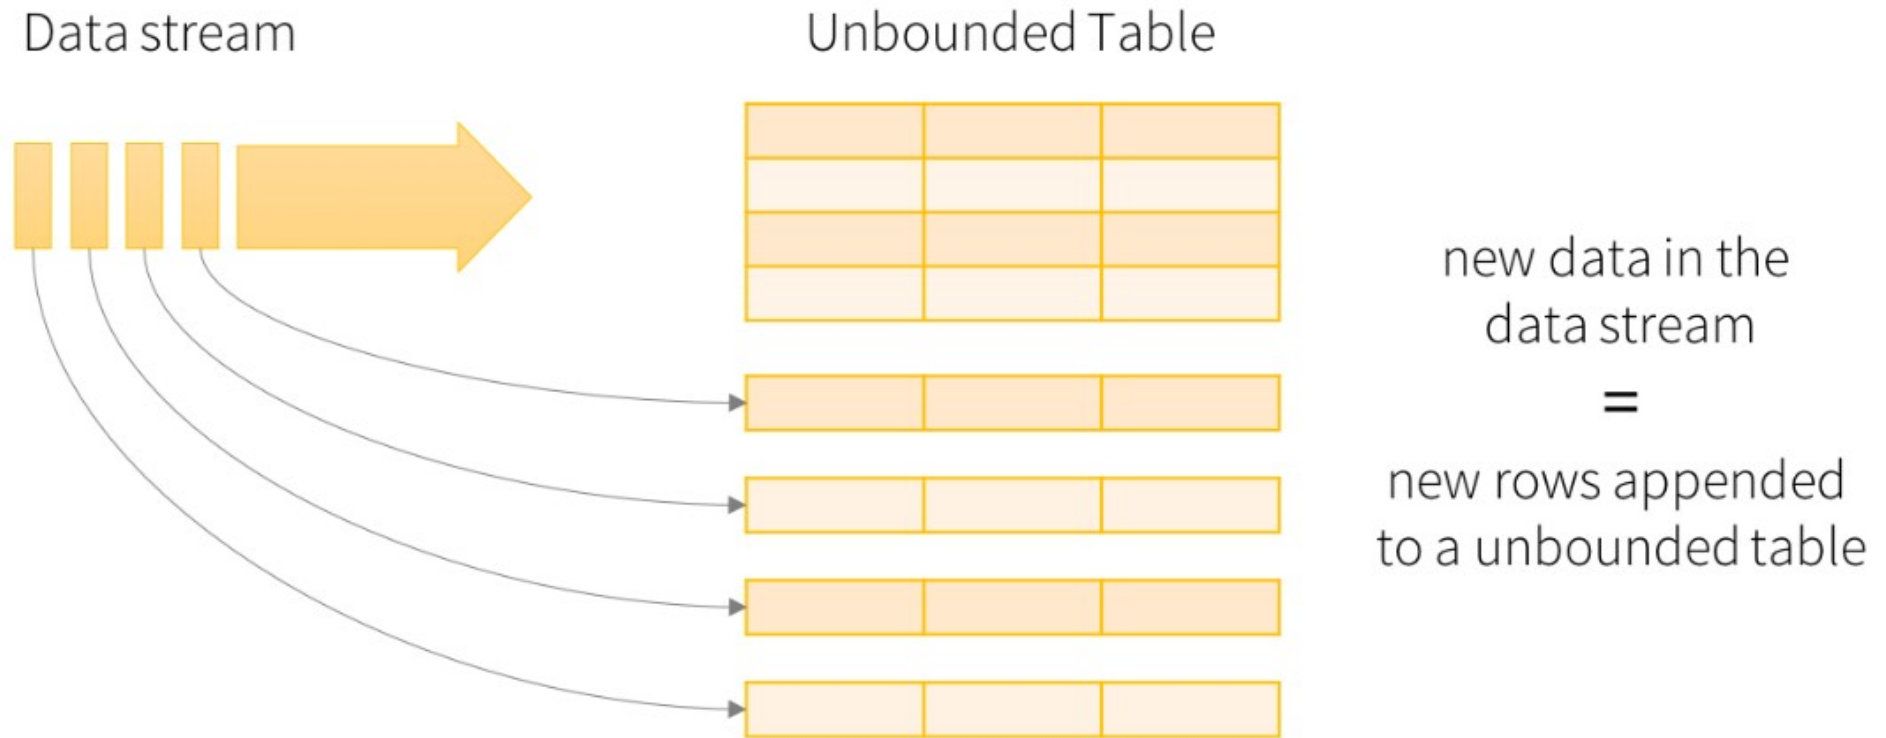 Data stream
Unbounded Table
new data in the
data stream
=
new rows appended
to a unbounded table